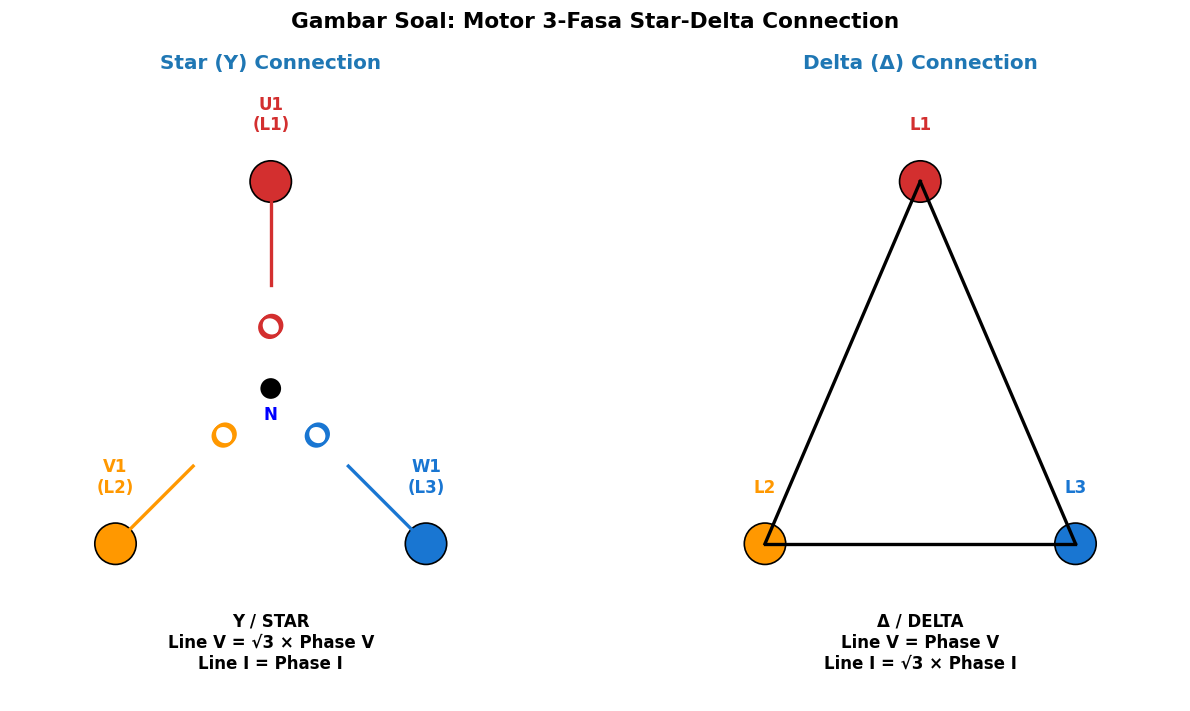 Gambar Soal: Motor 3-Fasa Star-Delta Connection
Star (Y) Connection
U1
(L1)
N
V1
(L2)
W1
(L3)
Y / STAR
Line V = √3 × Phase V
Line I = Phase I
Delta (Δ) Connection
L1
L2
L3
Δ / DELTA
Line V = Phase V
Line I = √3 × Phase I